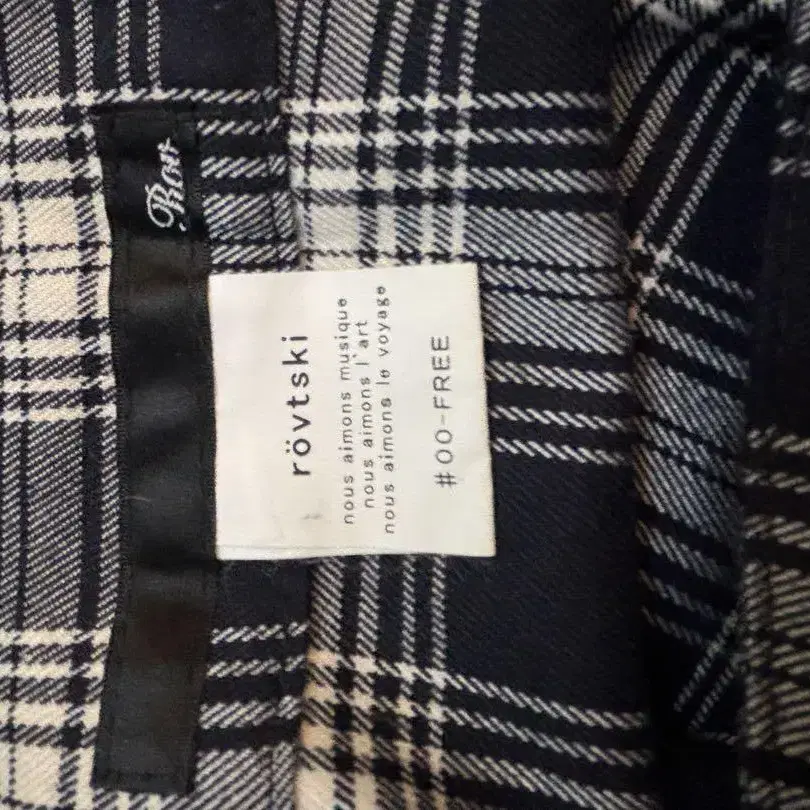 rövtski
nous aimons musique
nous aimons l'art
nous aimons le voyage
#00-FREE